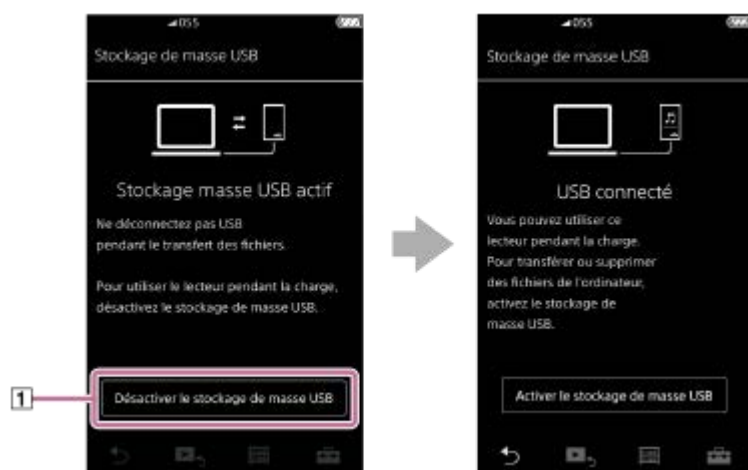 055
Stockage de masse USB
Stockage masse USB actif
Ne déconnectez pas USB
pendant le transfert des fichiers.
Pour utiliser le lecteur pendant la charge,
désactivez le stockage de masse USB.
1
Désactiver le stockage de masse USB
055
Stockage de masse USB
USB connecté
Vous pouvez utiliser ce
lecteur pendant la charge.
Pour transférer ou supprimer
des fichiers de l'ordinateur,
activez le stockage de
masse USB.
Activer le stockage de masse USB